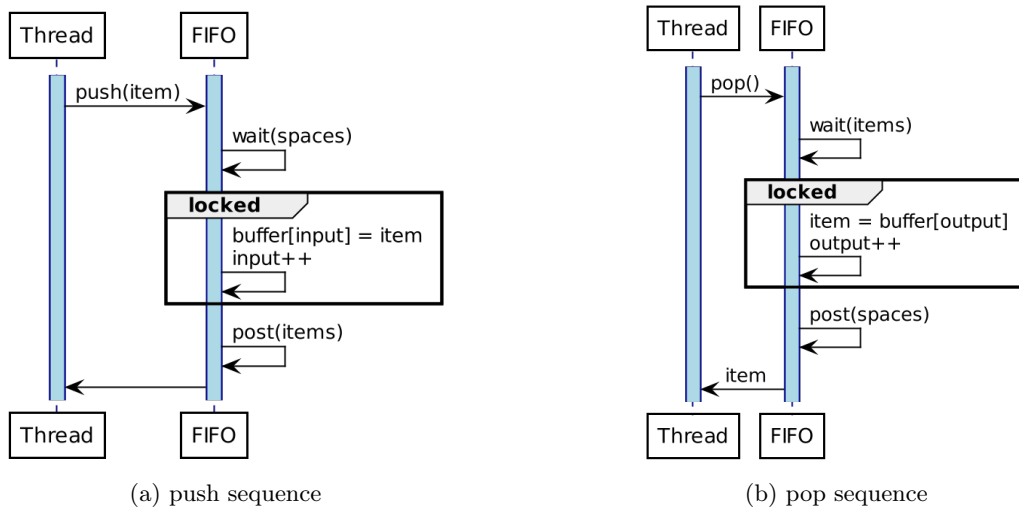 Thread
FIFO
push(item)
wait(spaces)
locked
buffer[input] = item
input++
post(items)
Thread
FIFO
(a) push sequence
Thread
FIFO
pop()
wait(items)
locked
item = buffer[output]
output++
post(spaces)
item
Thread
FIFO
(b) pop sequence